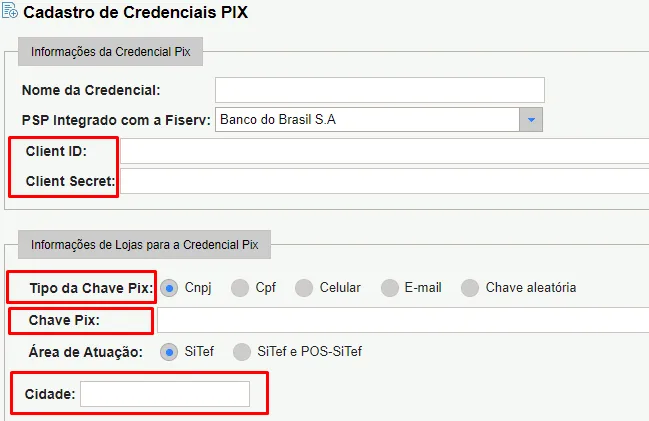 Cadastro de Credenciais PIX
Informações da Credencial Pix
Nome da Credencial:
PSP Integrado com a Fiserv: Banco do Brasil S.A
Client ID:
Client Secret:
Informações de Lojas para a Credencial Pix
Tipo da Chave Pix: Cnpj Cpf Celular E-mail Chave aleatória
Chave Pix:
Área de Atuação: SiTef SiTef e POS-SiTef
Cidade: